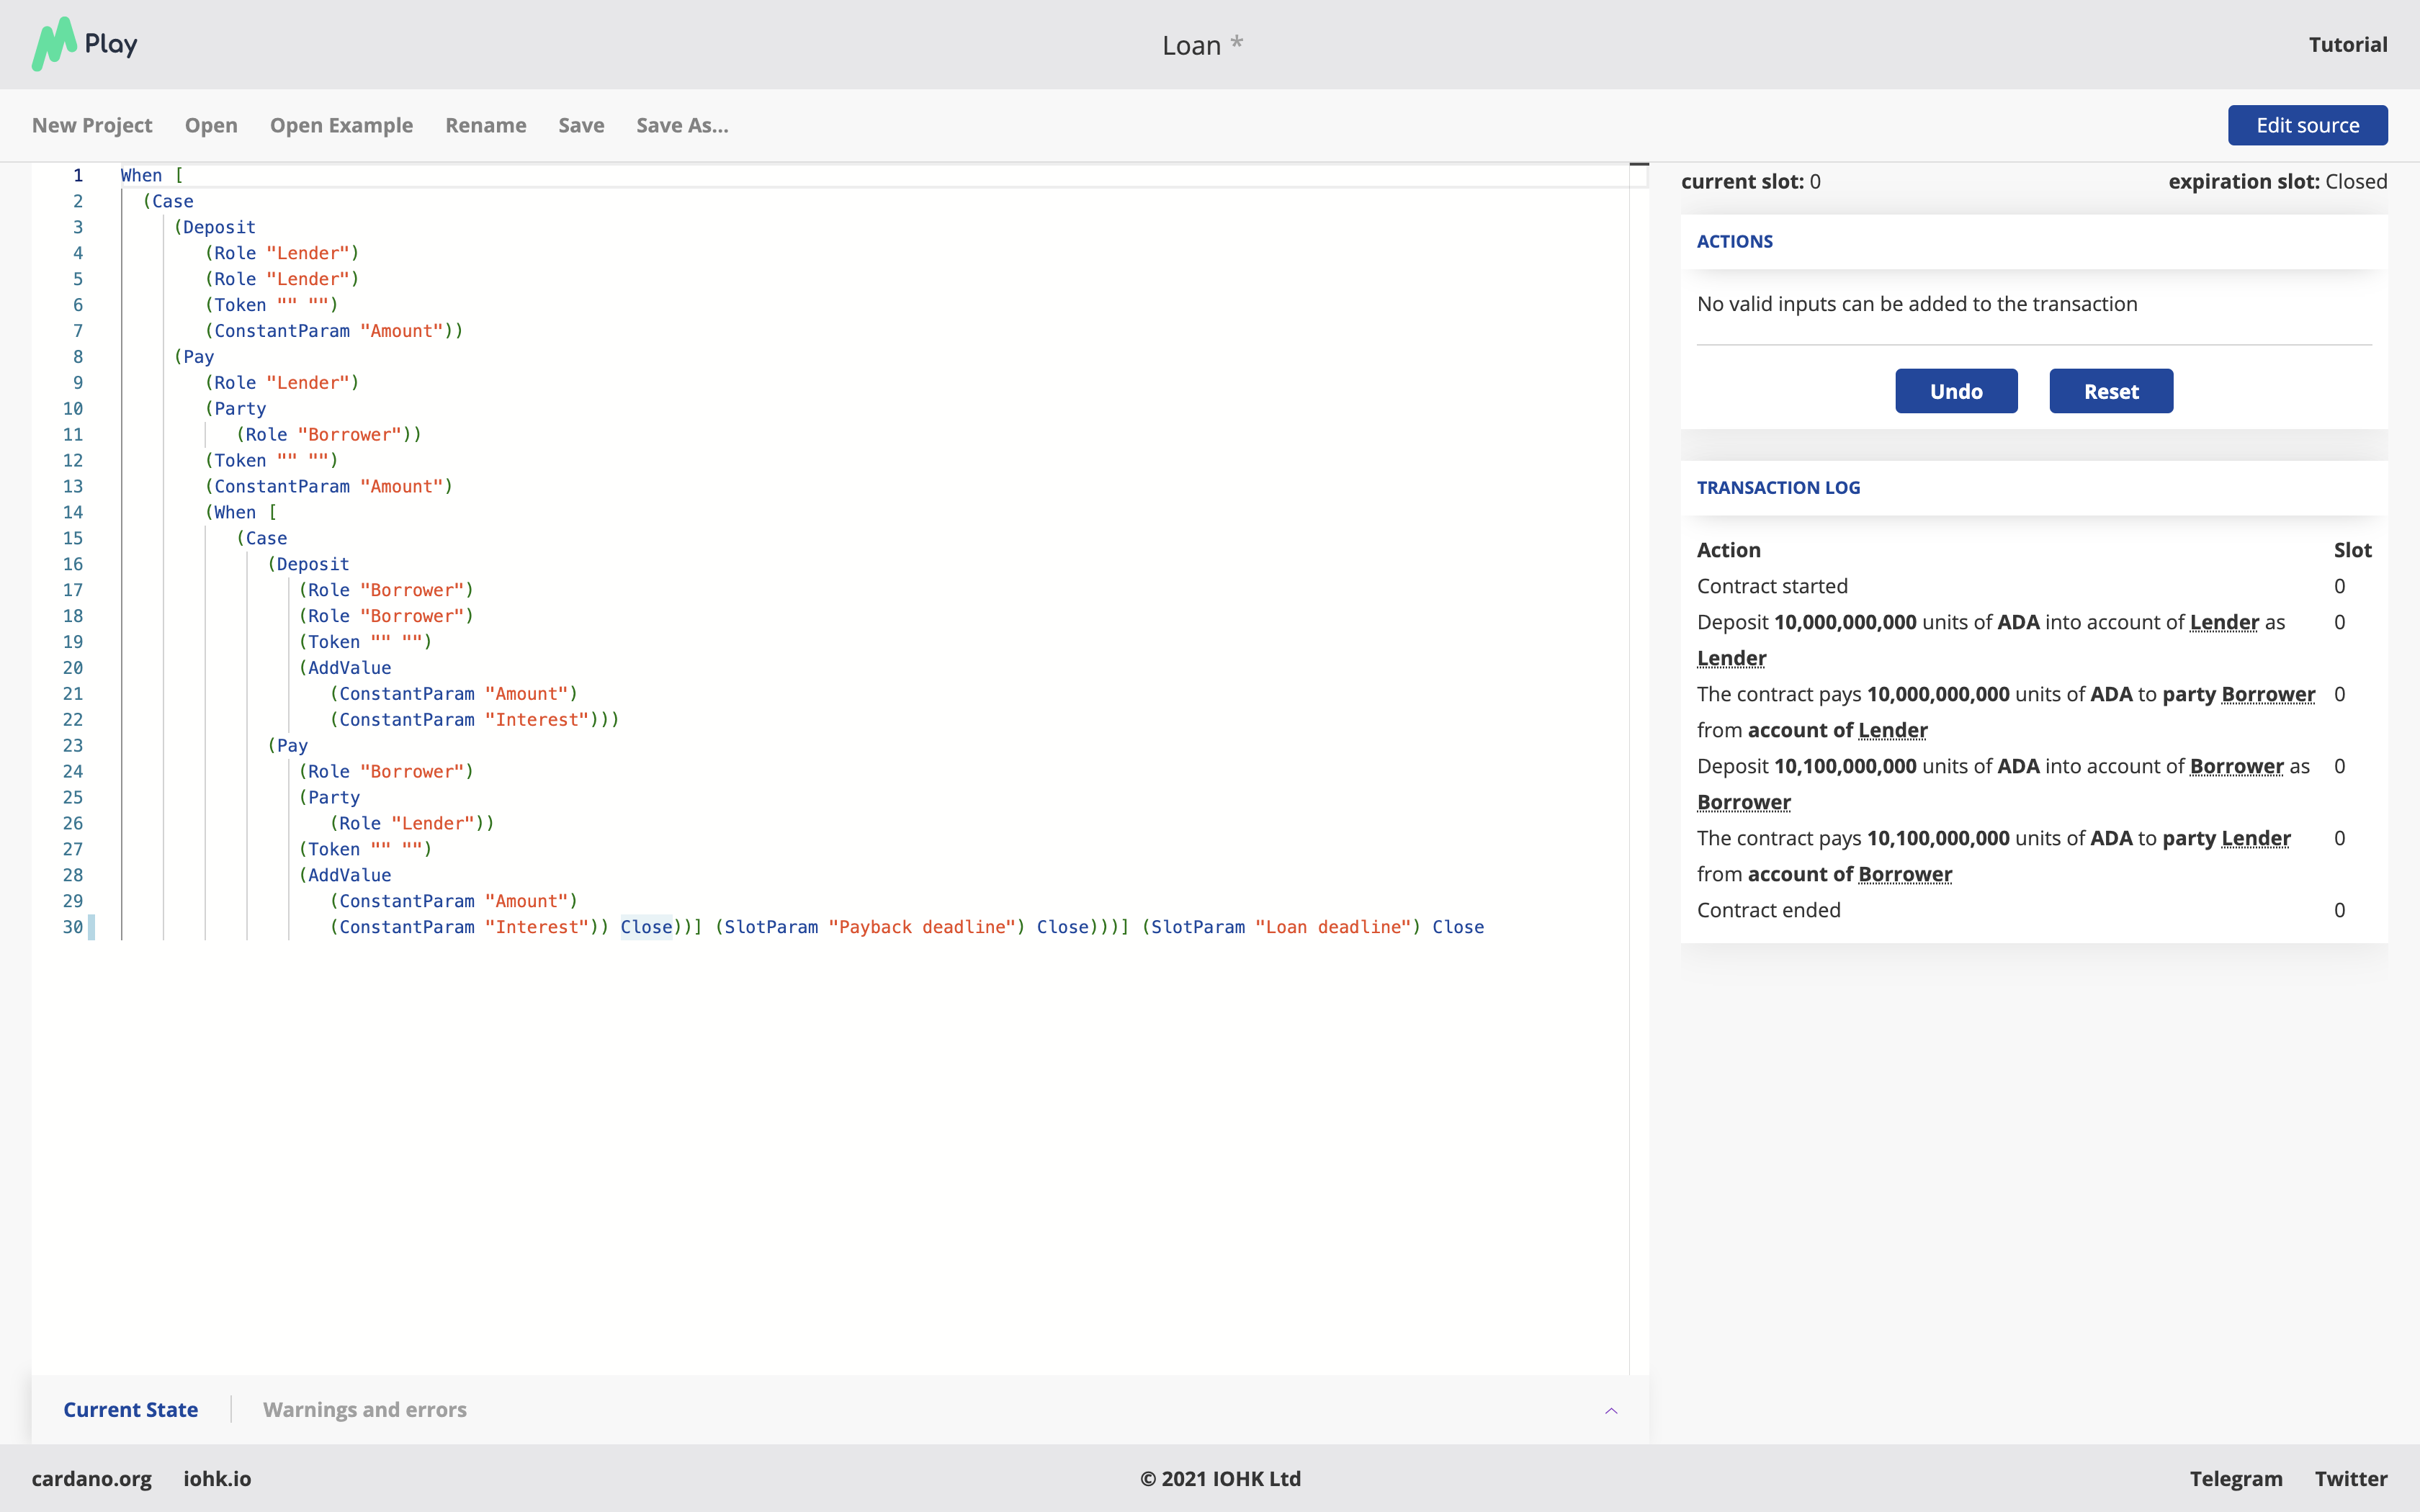 Play
Loan *
Tutorial
New Project Open Open Example Rename Save Save As...
Edit source
1 When [
2 (Case
3 (Deposit
4 (Role "Lender")
5 (Role "Lender")
6 (Token "" "")
7 (ConstantParam "Amount"))
8 (Pay
9 (Role "Lender")
10 (Party
11 (Role "Borrower"))
12 (Token "" "")
13 (ConstantParam "Amount")
14 (When [
15 (Case
16 (Deposit
17 (Role "Borrower")
18 (Role "Borrower")
19 (Token "" "")
20 (AddValue
21 (ConstantParam "Amount")
22 (ConstantParam "Interest")))
23 (Pay
24 (Role "Borrower")
25 (Party
26 (Role "Lender"))
27 (Token "" "")
28 (AddValue
29 (ConstantParam "Amount")
30 (ConstantParam "Interest")) Close))] (SlotParam "Payback deadline") Close)))] (SlotParam "Loan deadline") Close
current slot: 0 expiration slot: Closed
ACTIONS
No valid inputs can be added to the transaction
Undo Reset
TRANSACTION LOG
Action Slot
Contract started 0
Deposit 10,000,000,000 units of ADA into account of Lender as 0
Lender
The contract pays 10,000,000,000 units of ADA to party Borrower 0
from account of Lender
Deposit 10,100,000,000 units of ADA into account of Borrower as 0
Borrower
The contract pays 10,100,000,000 units of ADA to party Lender 0
from account of Borrower
Contract ended 0
Current State Warnings and errors
cardano.org iohk.io
© 2021 IOHK Ltd
Telegram Twitter